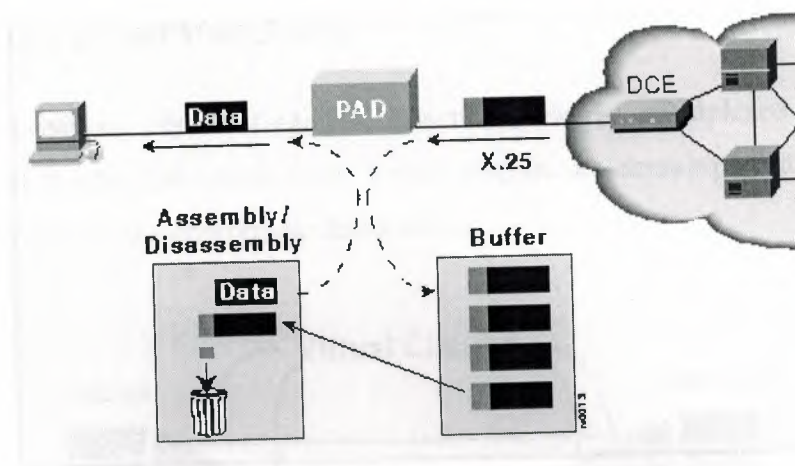 DCE
Data
PAD
X.25
Assembly/
Disassembly
Buffer
Data